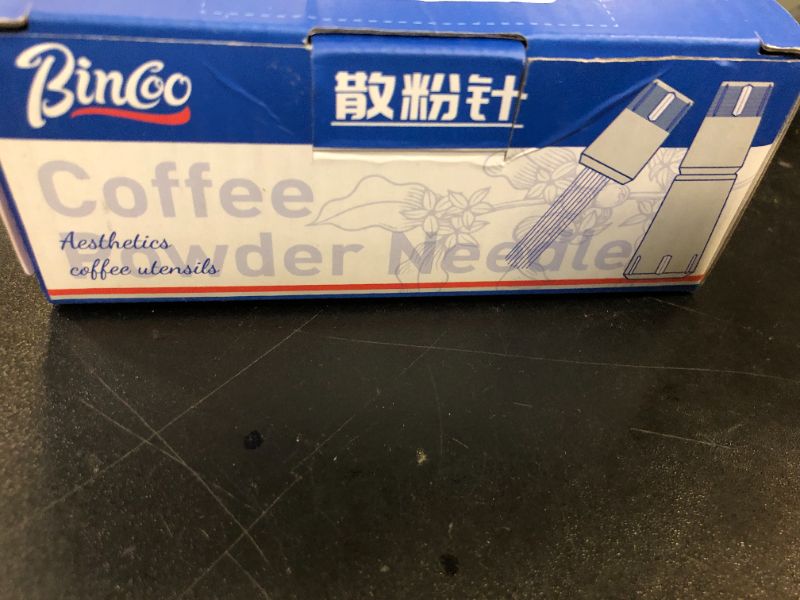 BinCoo
散粉针
Coffee
Powder Needle
Aesthetics
coffee utensils